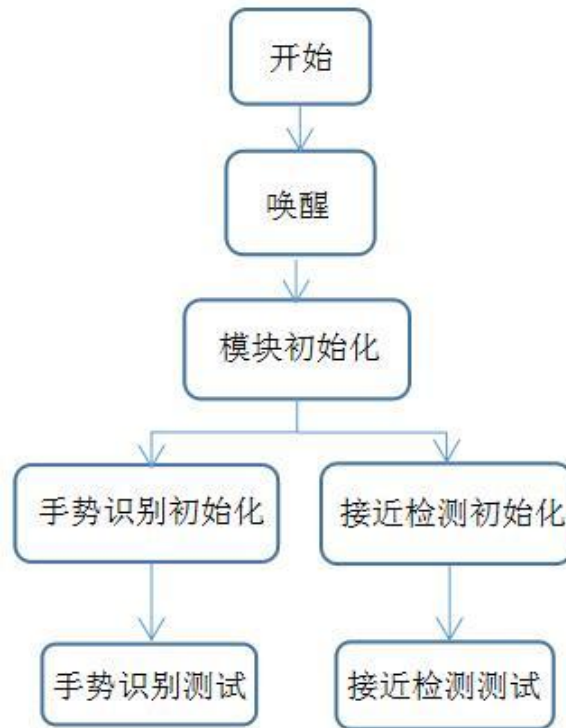 开始
唤醒
模块初始化
手势识别初始化
接近检测初始化
手势识别测试
接近检测测试